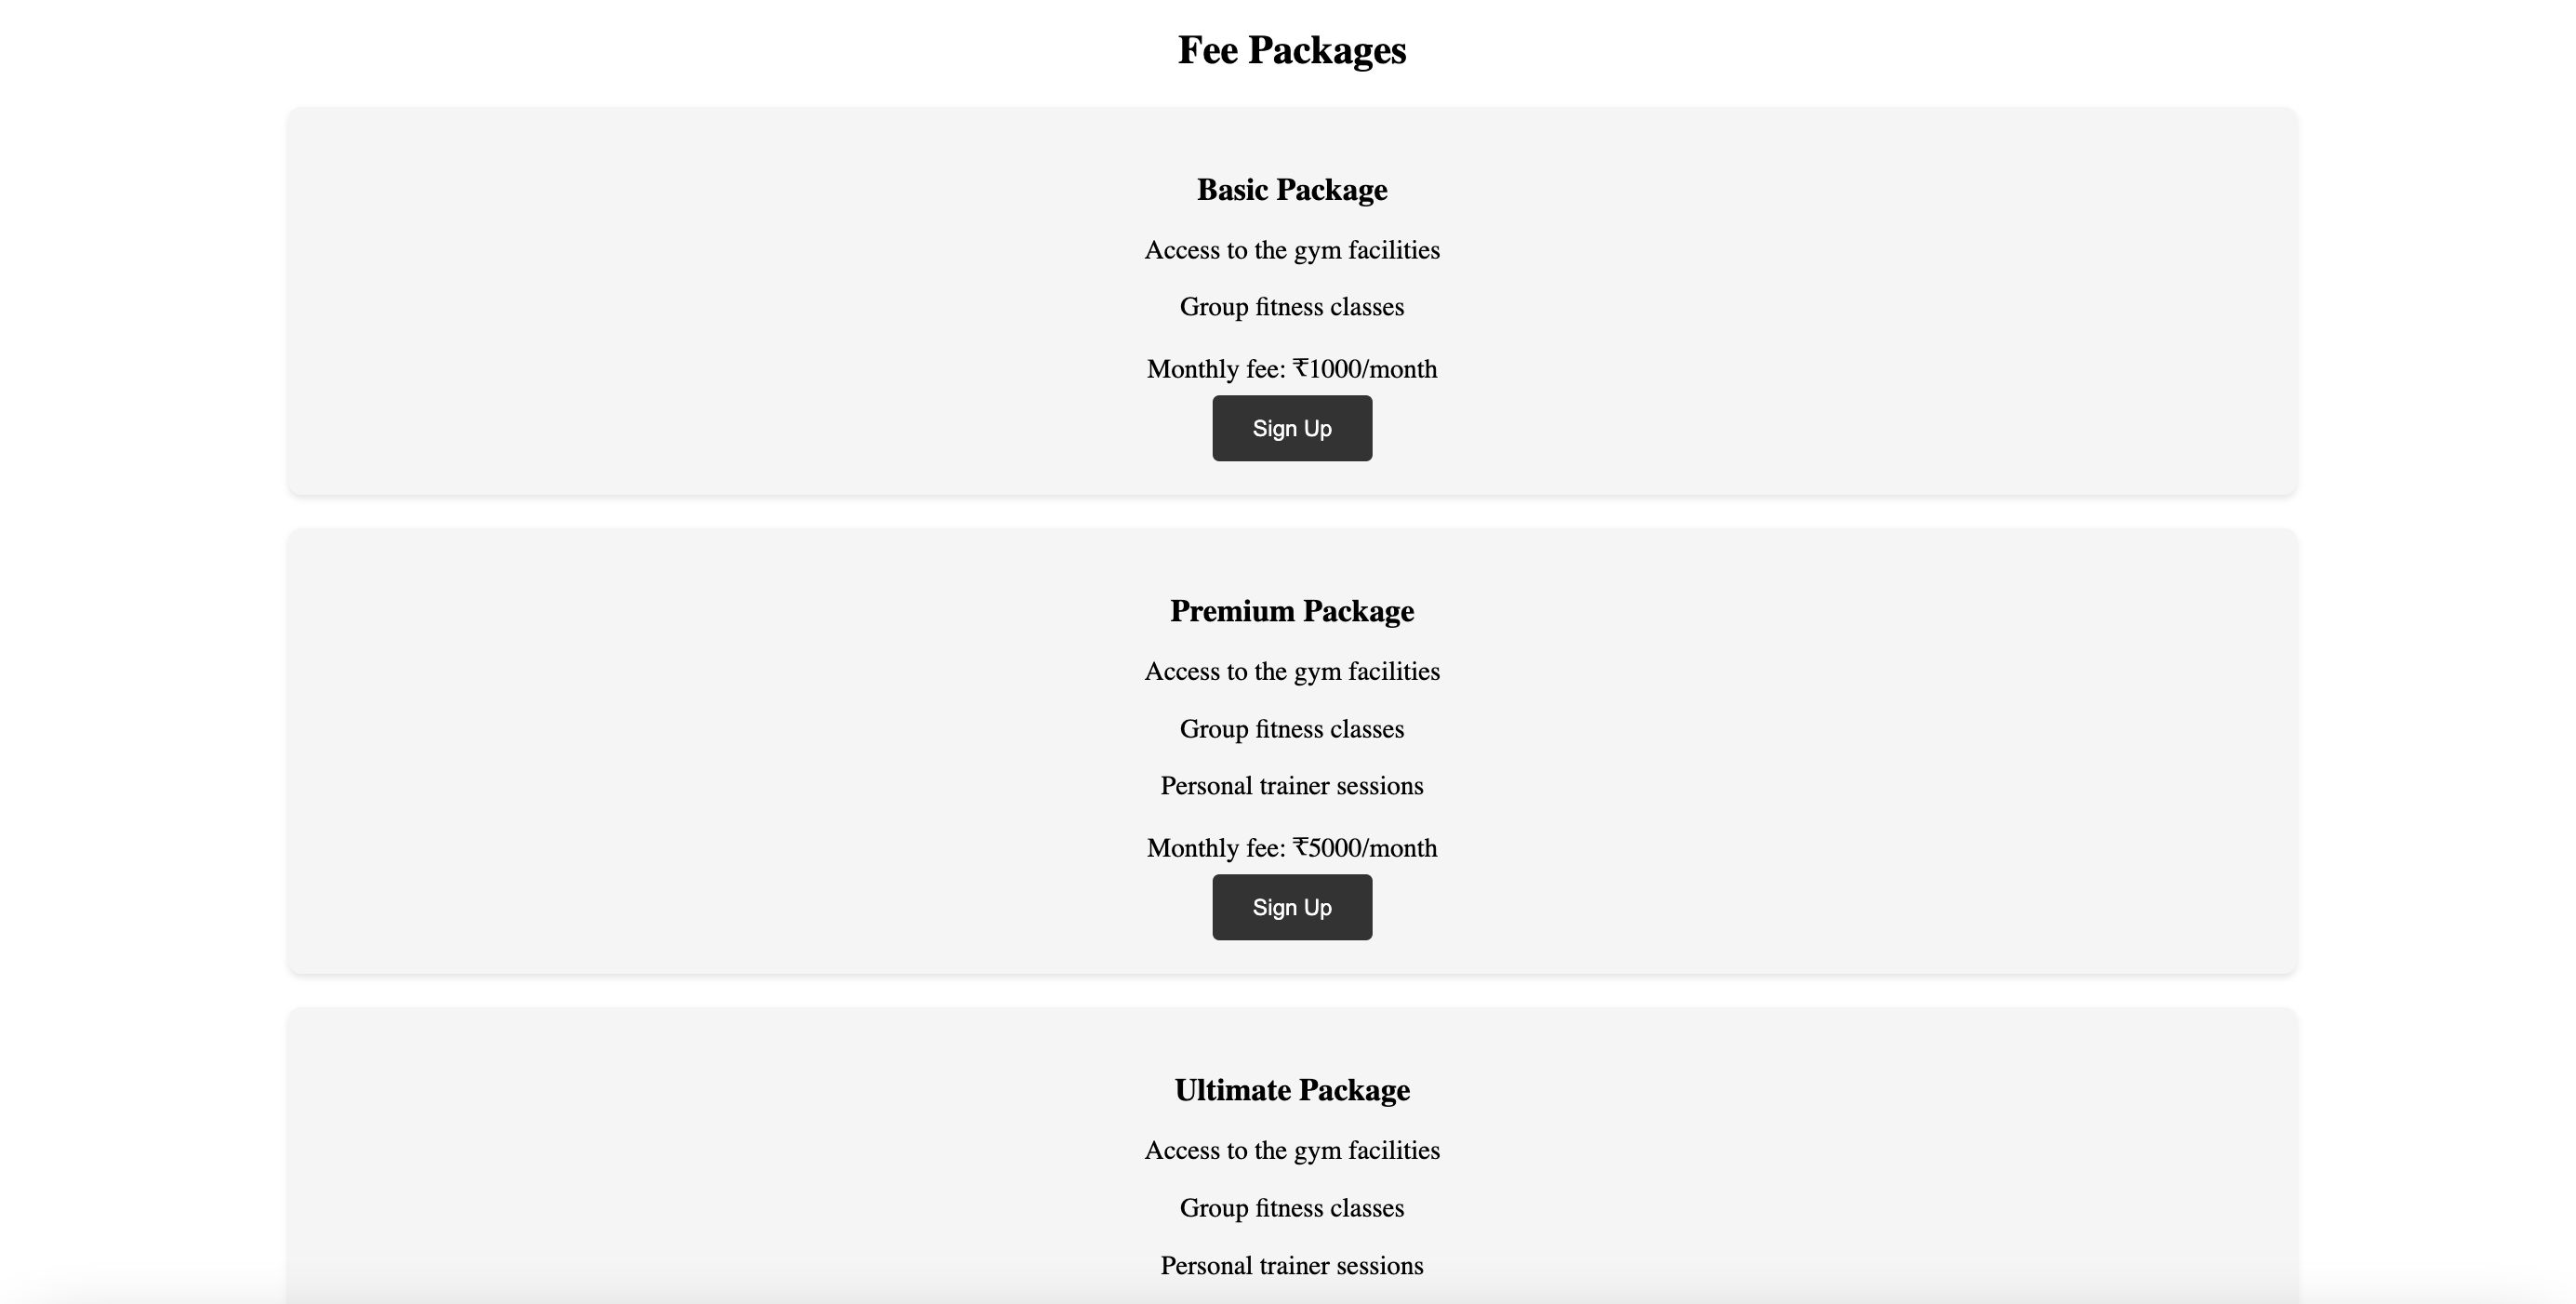 Fee Packages
Basic Package
Access to the gym facilities
Group fitness classes
Monthly fee: ₹1000/month
Sign Up
Premium Package
Access to the gym facilities
Group fitness classes
Personal trainer sessions
Monthly fee: ₹5000/month
Sign Up
Ultimate Package
Access to the gym facilities
Group fitness classes
Personal trainer sessions